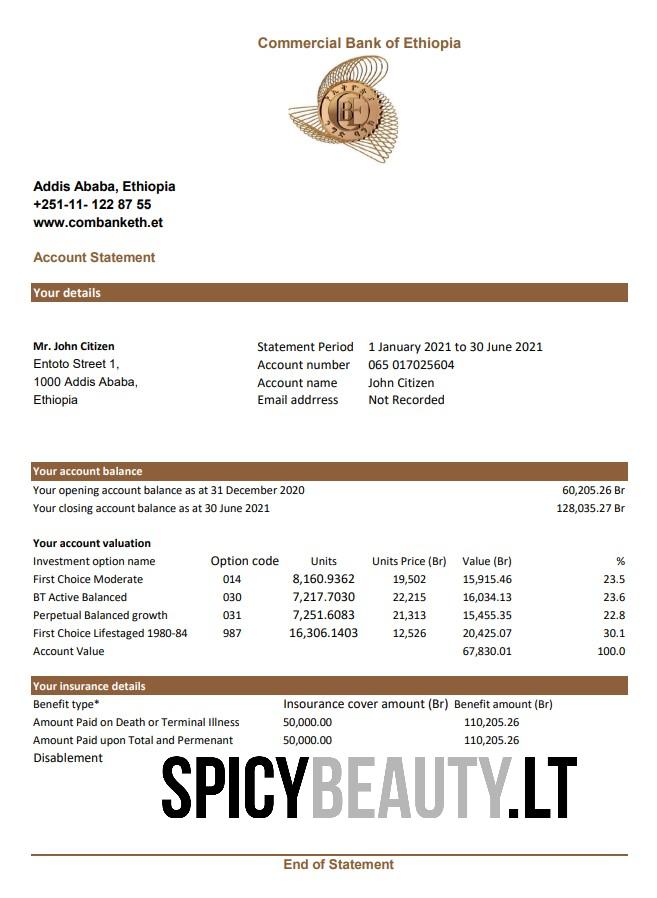 Commercial Bank of Ethiopia
Addis Ababa, Ethiopia
+251-11- 122 87 55
www.combanketh.et
Account Statement
Your details
Mr. John Citizen
Entoto Street 1,
1000 Addis Ababa,
Ethiopia
Statement Period 1 January 2021 to 30 June 2021
Account number 065 017025604
Account name John Citizen
Email addrress Not Recorded
Your account balance
Your opening account balance as at 31 December 2020 60,205.26 Br
Your closing account balance as at 30 June 2021 128,035.27 Br
Your account valuation
Investment option name Option code Units Units Price (Br) Value (Br) %
First Choice Moderate 014 8,160.9362 19,502 15,915.46 23.5
BT Active Balanced 030 7,217.7030 22,215 16,034.13 23.6
Perpetual Balanced growth 031 7,251.6083 21,313 15,455.35 22.8
First Choice Lifestaged 1980-84 987 16,306.1403 12,526 20,425.07 30.1
Account Value 67,830.01 100.0
Your insurance details
Benefit type* Insourance cover amount (Br) Benefit amount (Br)
Amount Paid on Death or Terminal Illness 50,000.00 110,205.26
Amount Paid upon Total and Permenant 50,000.00 110,205.26
Disablement
SPICYBEAUTY.LT
End of Statement